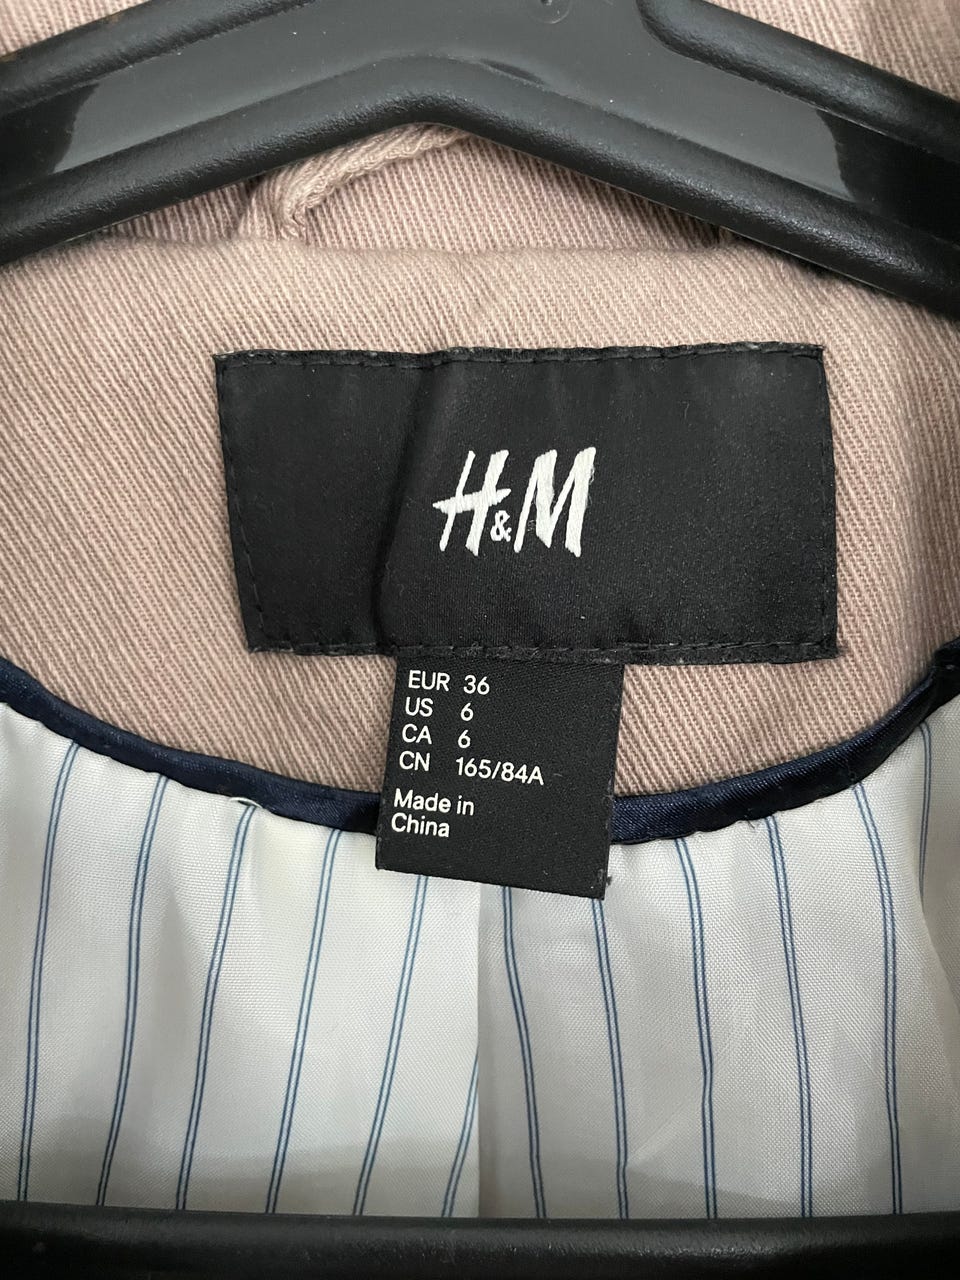 H&M
EUR 36
US 6
CA 6
CN 165/84A
Made in
China